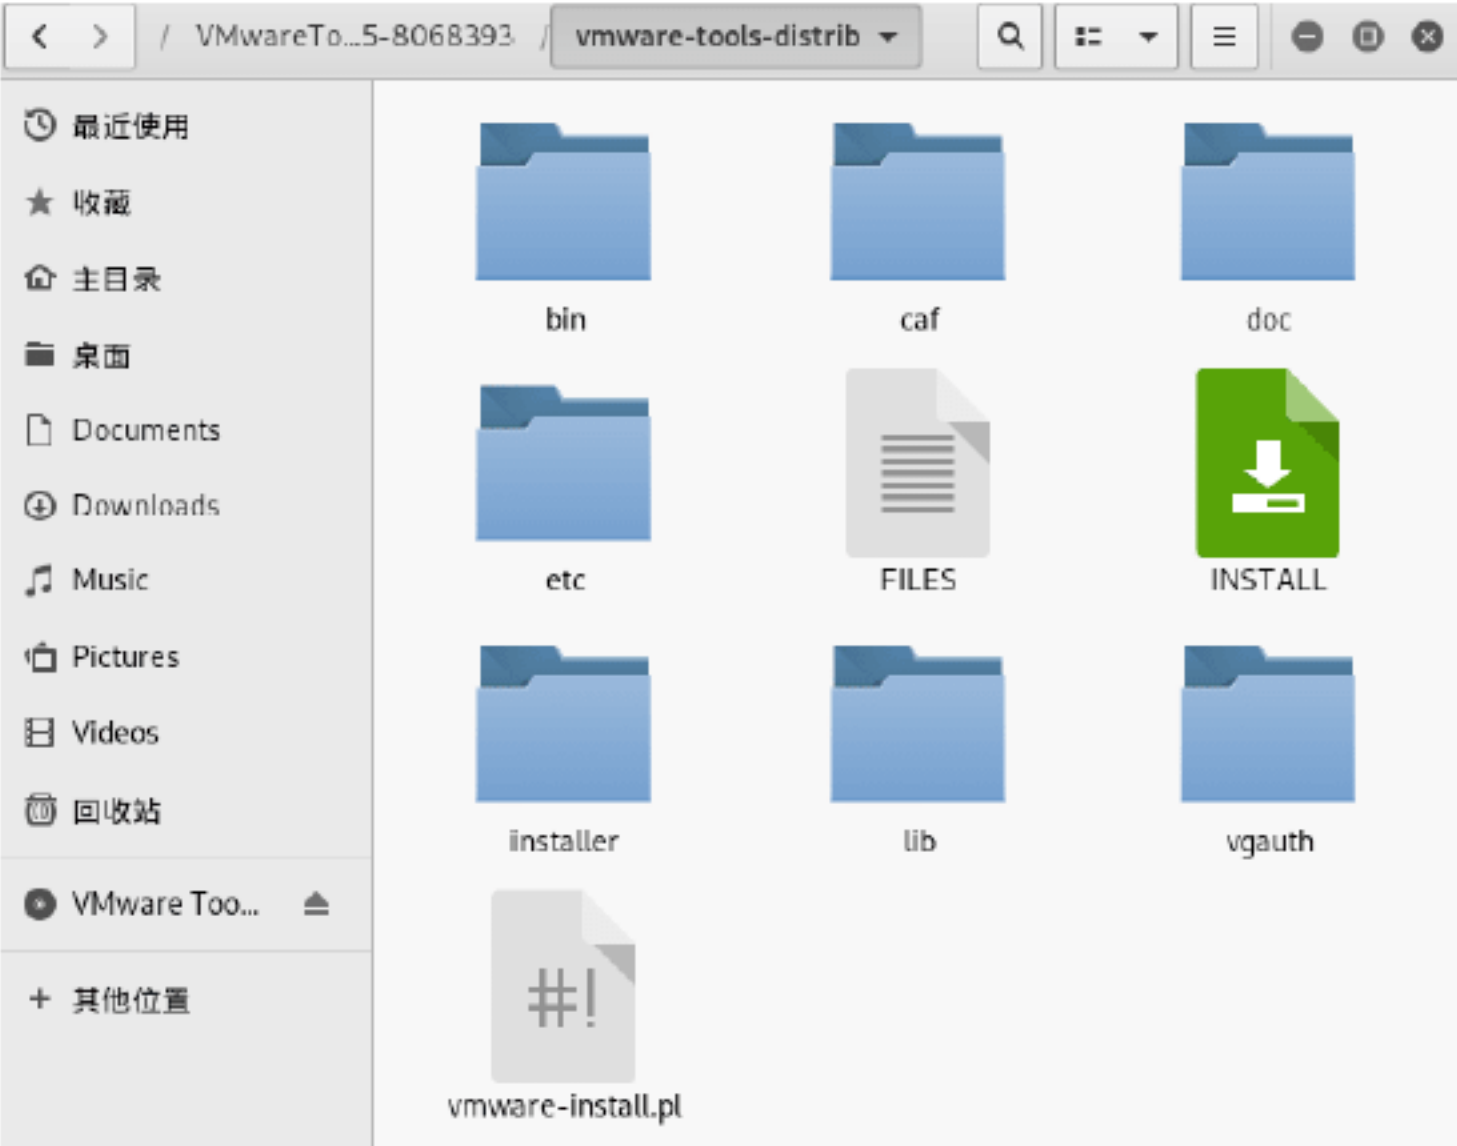 / VMwareTo...5-8068393 / vmware-tools-distrib
最近使用
收藏
主目录
桌面
Documents
Downloads
Music
Pictures
Videos
回收站
VMware Too...
其他位置
bin
caf
doc
etc
FILES
INSTALL
installer
lib
vgauth
#!
vmware-install.pl